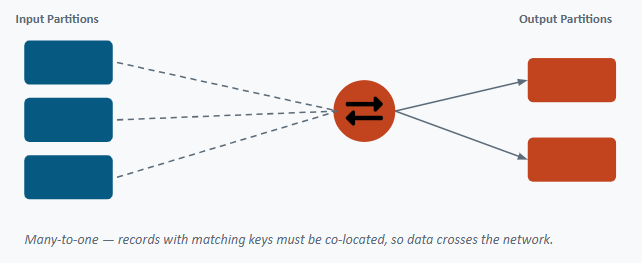 Input Partitions
Output Partitions
Many-to-one — records with matching keys must be co-located, so data crosses the network.